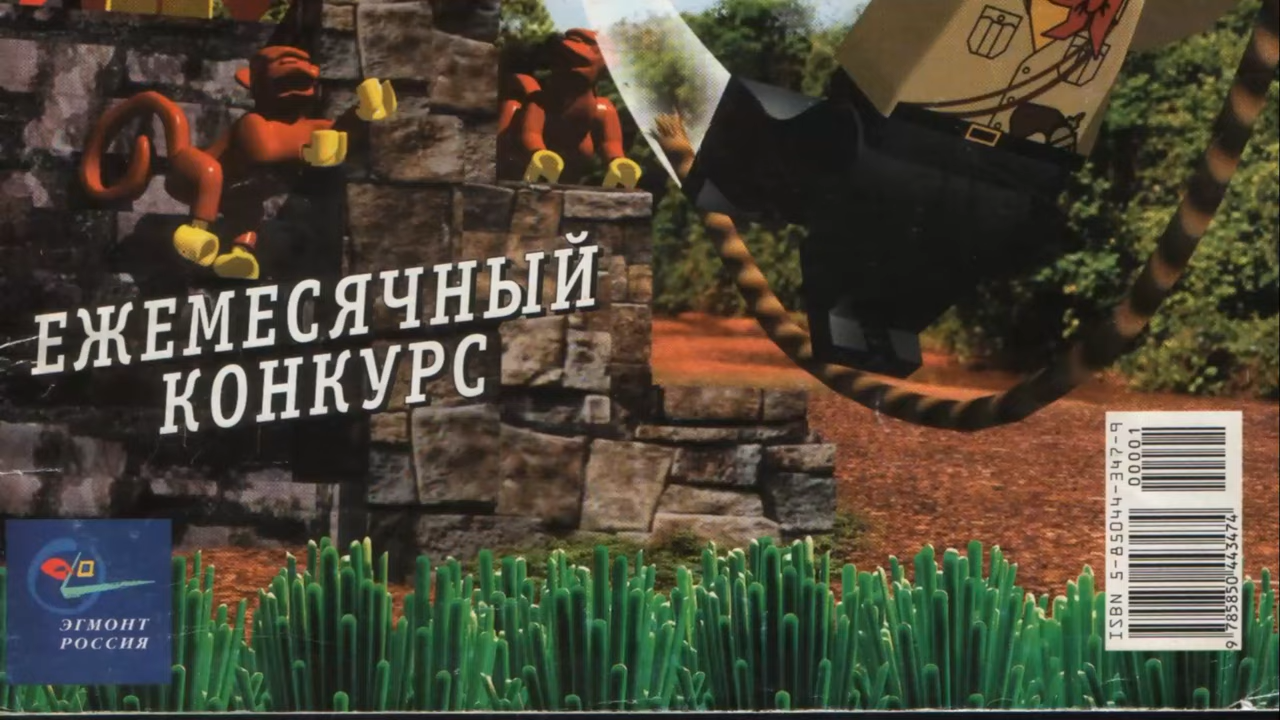 ЕЖЕМЕСЯЧНЫЙ
КОНКУРС
ЭГМОНТ
РОССИЯ
ISBN 5-85044-347-9
00001
9 785850 443474